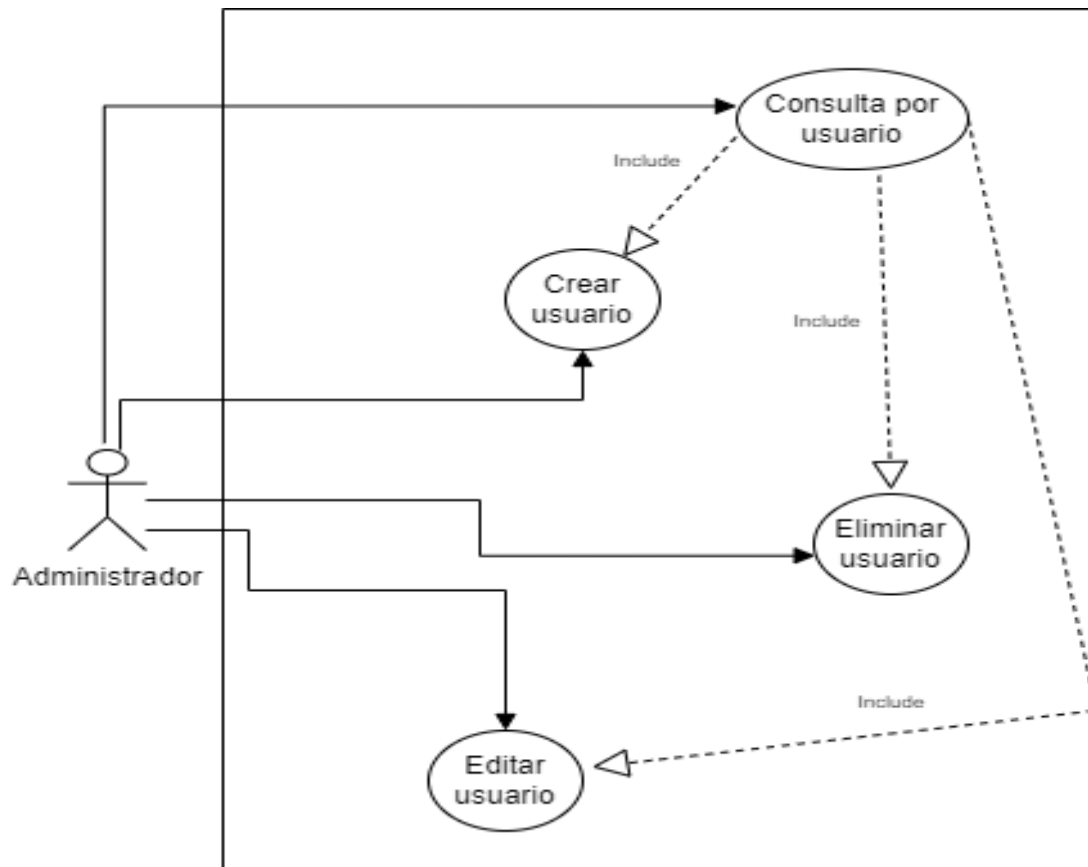 Consulta por
usuario
Include
Crear
usuario
Include
Eliminar
usuario
Administrador
Include
Editar
usuario